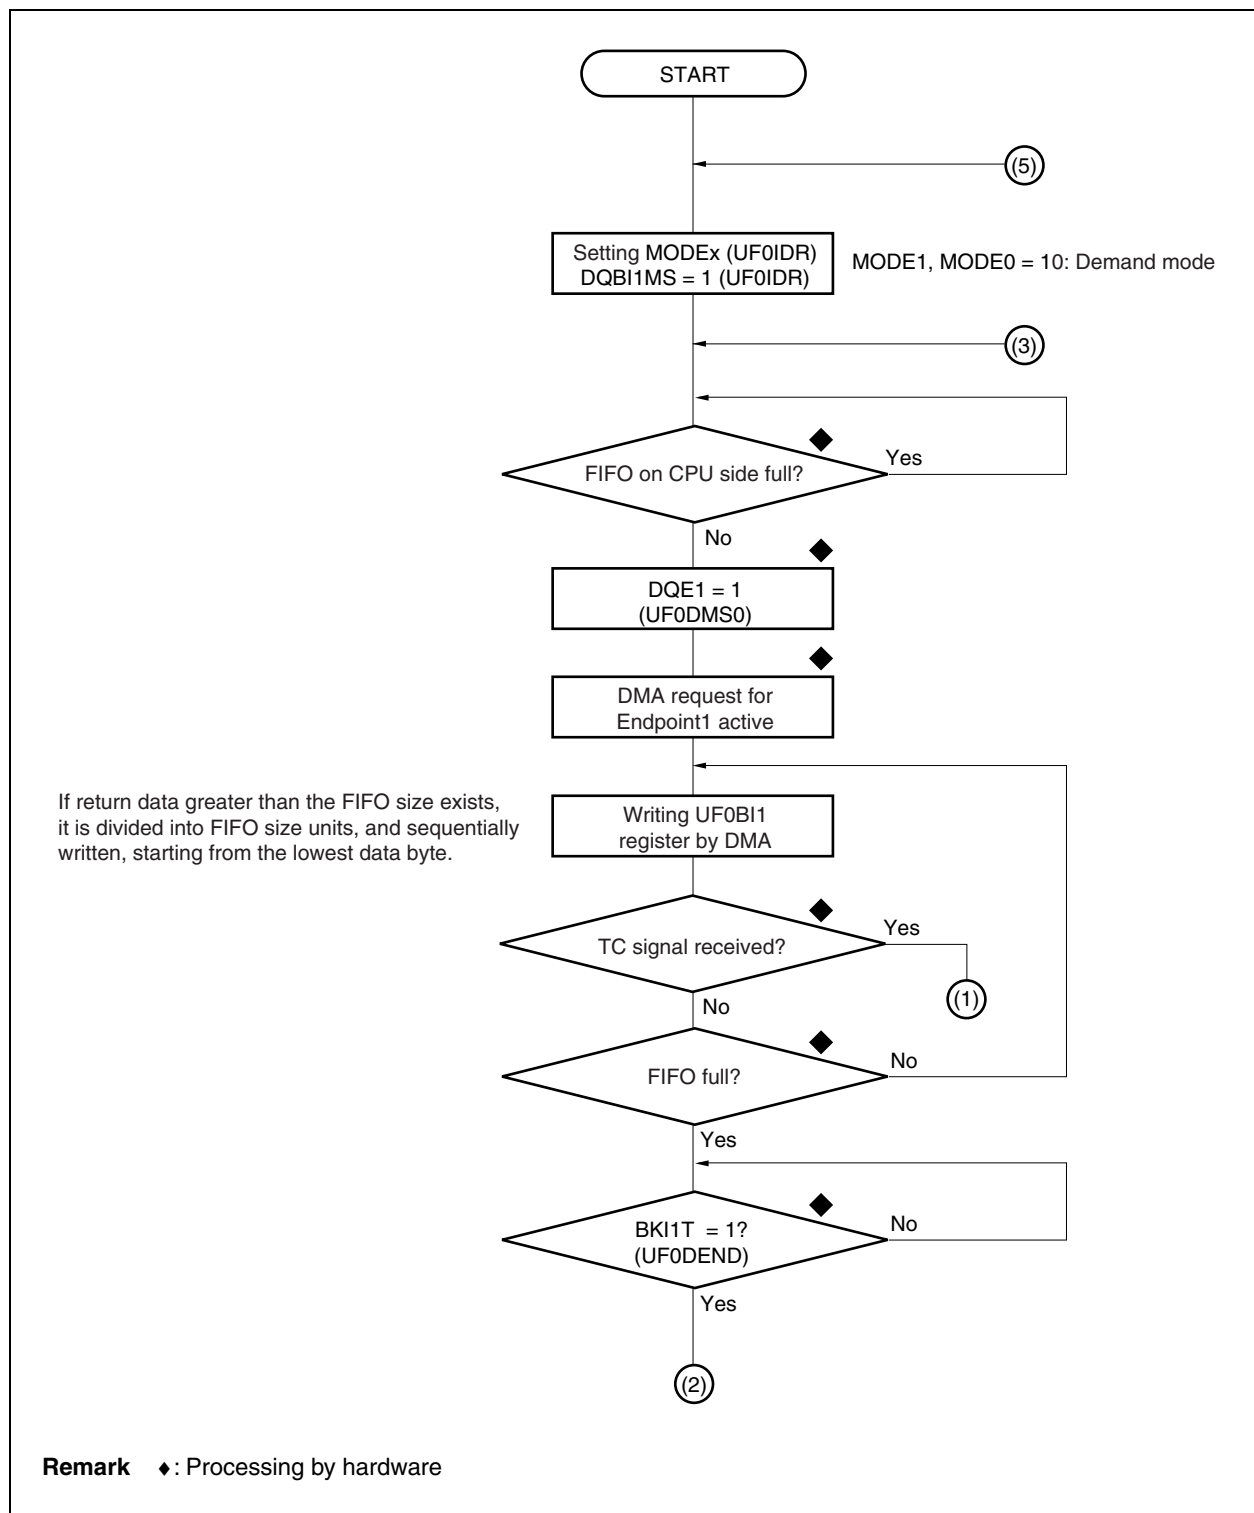 START
(5)
Setting MODEx (UF0IDR)
DQBI1MS = 1 (UF0IDR)
MODE1, MODE0 = 10: Demand mode
(3)
FIFO on CPU side full?
Yes
No
DQE1 = 1
(UF0DMS0)
DMA request for
Endpoint1 active
If return data greater than the FIFO size exists,
it is divided into FIFO size units, and sequentially
written, starting from the lowest data byte.
Writing UF0BI1
register by DMA
TC signal received?
Yes
(1)
No
FIFO full?
No
Yes
BKI1T = 1?
(UF0DEND)
No
Yes
(2)
Remark ♦: Processing by hardware